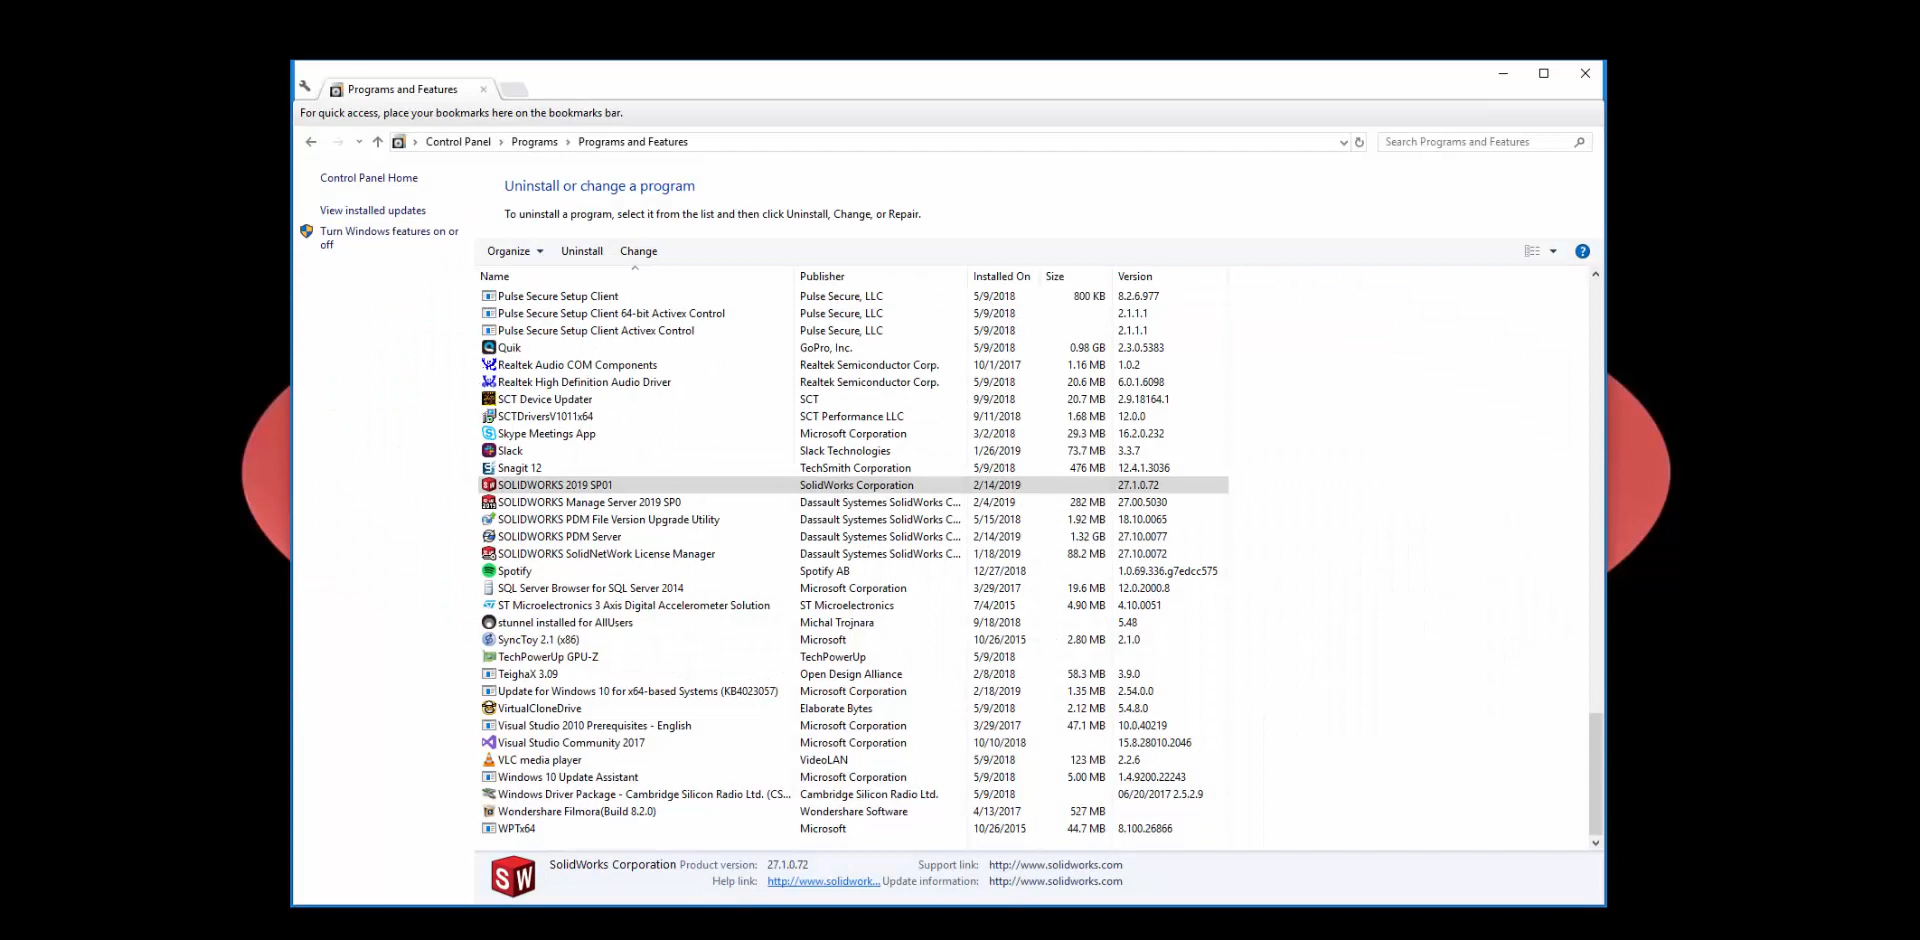 Programs and Features
For quick access, place your bookmarks here on the bookmarks bar.
Control Panel > Programs > Programs and Features
Search Programs and Features
Control Panel Home
View installed updates
Turn Windows features on or
off
Uninstall or change a program
To uninstall a program, select it from the list and then click Uninstall, Change, or Repair.
Organize Uninstall Change
Name Publisher Installed On Size Version
Pulse Secure Setup Client Pulse Secure, LLC 5/9/2018 800 KB 8.2.6.977
Pulse Secure Setup Client 64-bit Activex Control Pulse Secure, LLC 5/9/2018 2.1.1.1
Pulse Secure Setup Client Activex Control Pulse Secure, LLC 5/9/2018 2.1.1.1
Quik GoPro, Inc. 5/9/2018 0.98 GB 2.3.0.5383
Realtek Audio COM Components Realtek Semiconductor Corp. 10/1/2017 1.16 MB 1.0.2
Realtek High Definition Audio Driver Realtek Semiconductor Corp. 5/9/2018 20.6 MB 6.0.1.6098
SCT Device Updater SCT 9/9/2018 20.7 MB 2.9.18164.1
SCTDriversV1011x64 SCT Performance LLC 9/11/2018 1.68 MB 12.0.0
Skype Meetings App Microsoft Corporation 3/2/2018 29.3 MB 16.2.0.232
Slack Slack Technologies 1/26/2019 73.7 MB 3.3.7
Snagit 12 TechSmith Corporation 5/9/2018 476 MB 12.4.1.3036
SOLIDWORKS 2019 SP01 SolidWorks Corporation 2/14/2019 27.1.0.72
SOLIDWORKS Manage Server 2019 SP0 Dassault Systemes SolidWorks C... 2/4/2019 282 MB 27.00.5030
SOLIDWORKS PDM File Version Upgrade Utility Dassault Systemes SolidWorks C... 5/15/2018 1.92 MB 18.10.0065
SOLIDWORKS PDM Server Dassault Systemes SolidWorks C... 2/14/2019 1.32 GB 27.10.0077
SOLIDWORKS SolidNetWork License Manager Dassault Systemes SolidWorks C... 1/18/2019 88.2 MB 27.10.0072
Spotify Spotify AB 12/27/2018 1.0.69.336.g7edcc575
SQL Server Browser for SQL Server 2014 Microsoft Corporation 3/29/2017 19.6 MB 12.0.2000.8
ST Microelectronics 3 Axis Digital Accelerometer Solution ST Microelectronics 7/4/2015 4.90 MB 4.10.0051
stunnel installed for AllUsers Michal Trojnara 9/18/2018 5.48
SyncToy 2.1 (x86) Microsoft 10/26/2015 2.80 MB 2.1.0
TechPowerUp GPU-Z TechPowerUp 5/9/2018
TeighaX 3.09 Open Design Alliance 2/8/2018 58.3 MB 3.9.0
Update for Windows 10 for x64-based Systems (KB4023057) Microsoft Corporation 2/18/2019 1.35 MB 2.54.0.0
VirtualCloneDrive Elaborate Bytes 5/9/2018 2.12 MB 5.4.8.0
Visual Studio 2010 Prerequisites - English Microsoft Corporation 3/29/2017 47.1 MB 10.0.40219
Visual Studio Community 2017 Microsoft Corporation 10/10/2018 15.8.28010.2046
VLC media player VideoLAN 5/9/2018 123 MB 2.2.6
Windows 10 Update Assistant Microsoft Corporation 5/9/2018 5.00 MB 1.4.9200.22243
Windows Driver Package - Cambridge Silicon Radio Ltd. (CS... Cambridge Silicon Radio Ltd. 5/9/2018 06/20/2017 2.5.2.9
Wondershare Filmora(Build 8.2.0) Wondershare Software 4/13/2017 527 MB
WPTx64 Microsoft 10/26/2015 44.7 MB 8.100.26866
SW
SolidWorks Corporation Product version: 27.1.0.72 Support link: http://www.solidworks.com
Help link: http://www.solidwork... Update information: http://www.solidworks.com